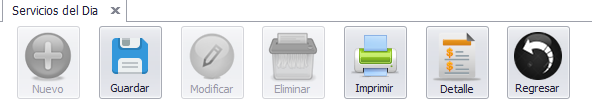 Servicios del Dia
Nuevo Guardar Modificar Eliminar Imprimir Detalle Regresar